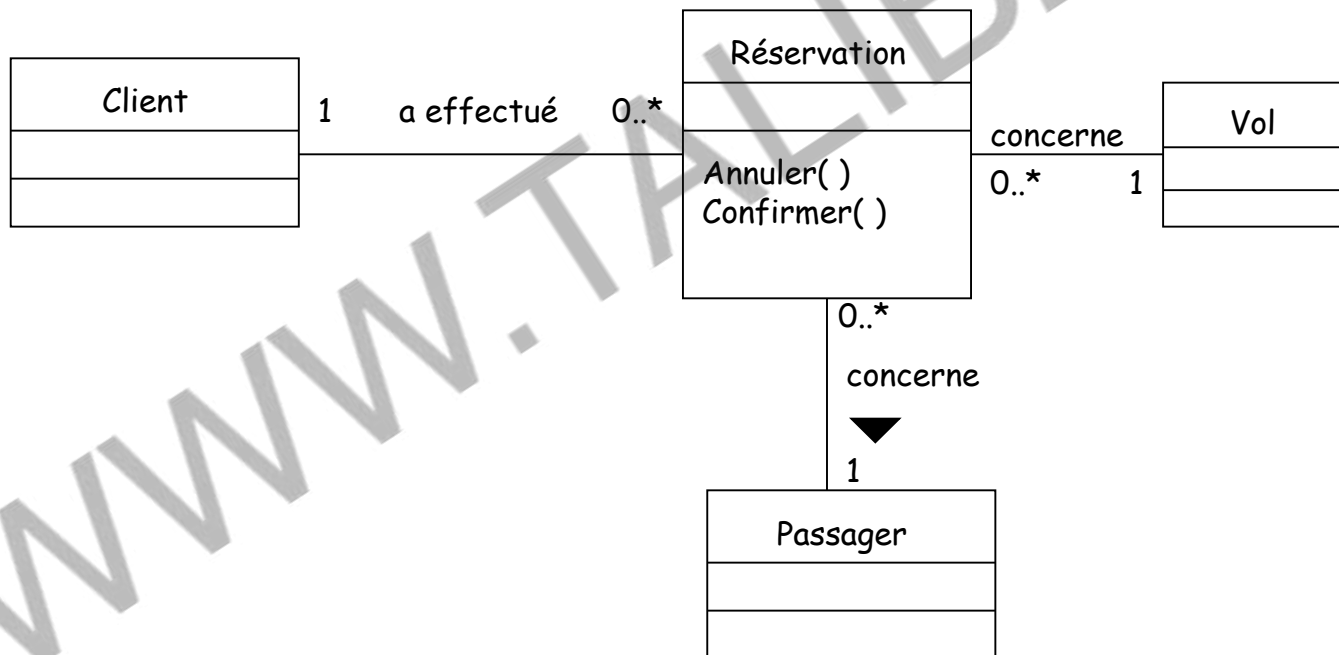 Réservation
Client
1 a effectué 0..*
Vol
concerne
0..* 1
Annuler( )
Confirmer( )
0..*
concerne
1
Passager
WWW.TALIB